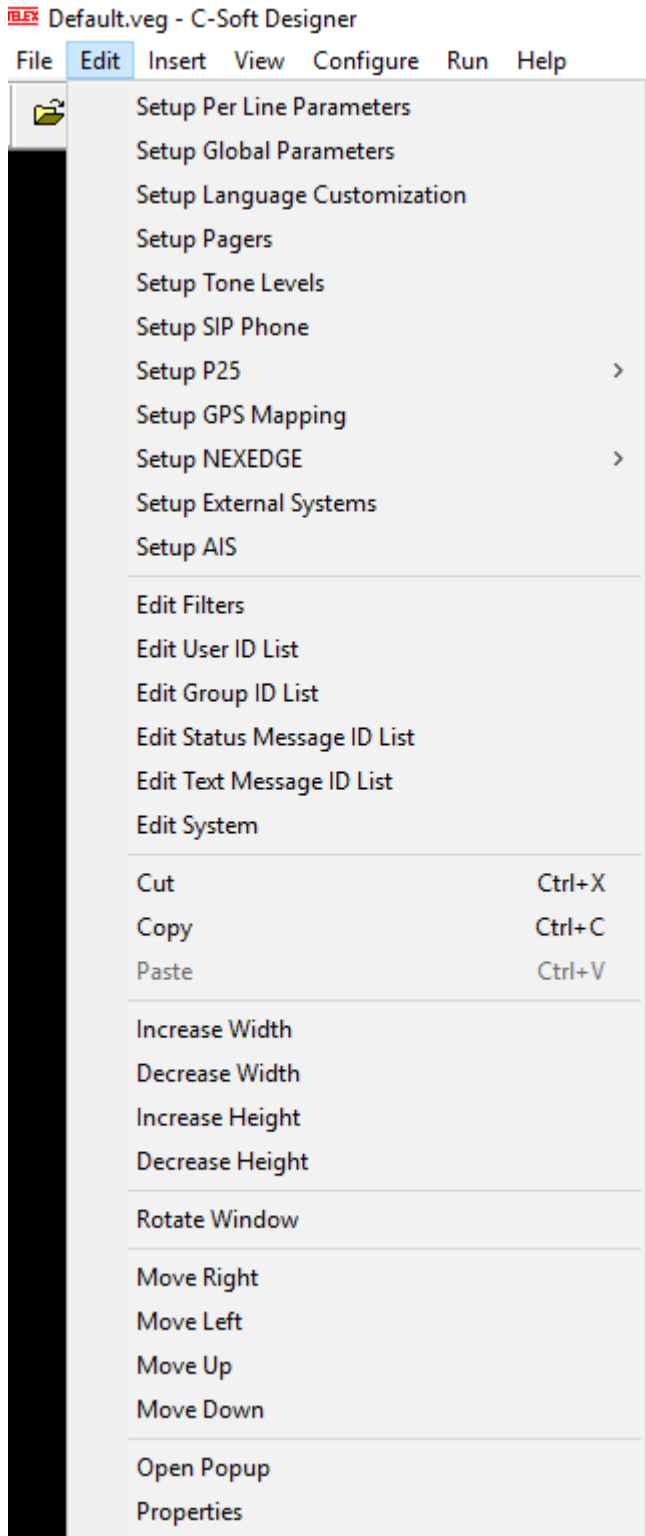 TELEX Default.veg - C-Soft Designer
File Edit Insert View Configure Run Help
Setup Per Line Parameters
Setup Global Parameters
Setup Language Customization
Setup Pagers
Setup Tone Levels
Setup SIP Phone
Setup P25 >
Setup GPS Mapping
Setup NEXEDGE >
Setup External Systems
Setup AIS
Edit Filters
Edit User ID List
Edit Group ID List
Edit Status Message ID List
Edit Text Message ID List
Edit System
Cut Ctrl+X
Copy Ctrl+C
Paste Ctrl+V
Increase Width
Decrease Width
Increase Height
Decrease Height
Rotate Window
Move Right
Move Left
Move Up
Move Down
Open Popup
Properties